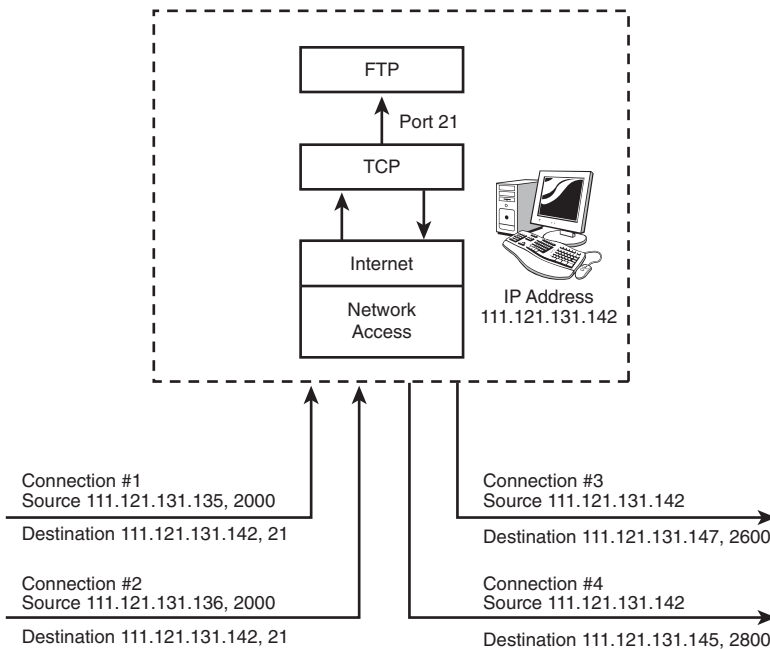 FTP
Port 21
TCP
Internet
Network
Access
IP Address
111.121.131.142
Connection #1
Source 111.121.131.135, 2000
Destination 111.121.131.142, 21
Connection #2
Source 111.121.131.136, 2000
Destination 111.121.131.142, 21
Connection #3
Source 111.121.131.142
Destination 111.121.131.147, 2600
Connection #4
Source 111.121.131.142
Destination 111.121.131.145, 2800